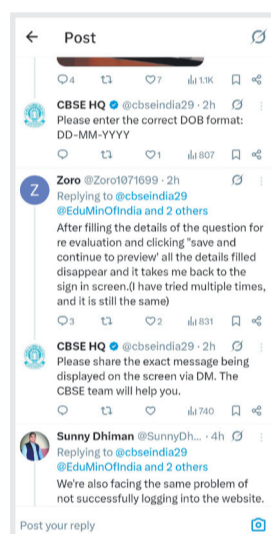 Post
4 7 1.1K
CBSE HQ @cbseindia29 · 2h
Please enter the correct DOB format:
DD-MM-YYYY
1 807
Z
Zoro @Zoro1071699 · 2h
Replying to @cbseindia29
@EduMinOfIndia and 2 others
After filling the details of the question for
re evaluation and clicking "save and
continue to preview' all the details filled
disappear and it takes me back to the
sign in screen.(I have tried multiple times,
and it is still the same)
3 2 831
CBSE HQ @cbseindia29 · 2h
Please share the exact message being
displayed on the screen via DM. The
CBSE team will help you.
740
Sunny Dhiman @SunnyDh... · 4h
Replying to @cbseindia29
@EduMinOfIndia and 2 others
We're also facing the same problem of
not successfully logging into the website.
Post your reply